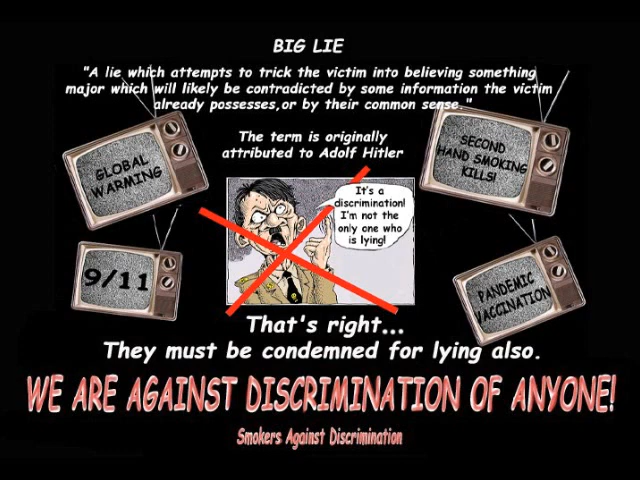 BIG LIE
"A lie which attempts to trick the victim into believing something
major which will likely be contradicted by some information the victim
already possesses,or by their common sense."
The term is originally
attributed to Adolf Hitler
GLOBAL
WARMING
SECOND
HAND SMOKING
KILLS!
It's a
discrimination!
I'm not the
only one who
is lying!
9/11
PANDEMIC
VACCINATION
That's right...
They must be condemned for lying also.
WE ARE AGAINST DISCRIMINATION OF ANYONE!
Smokers Against Discrimination